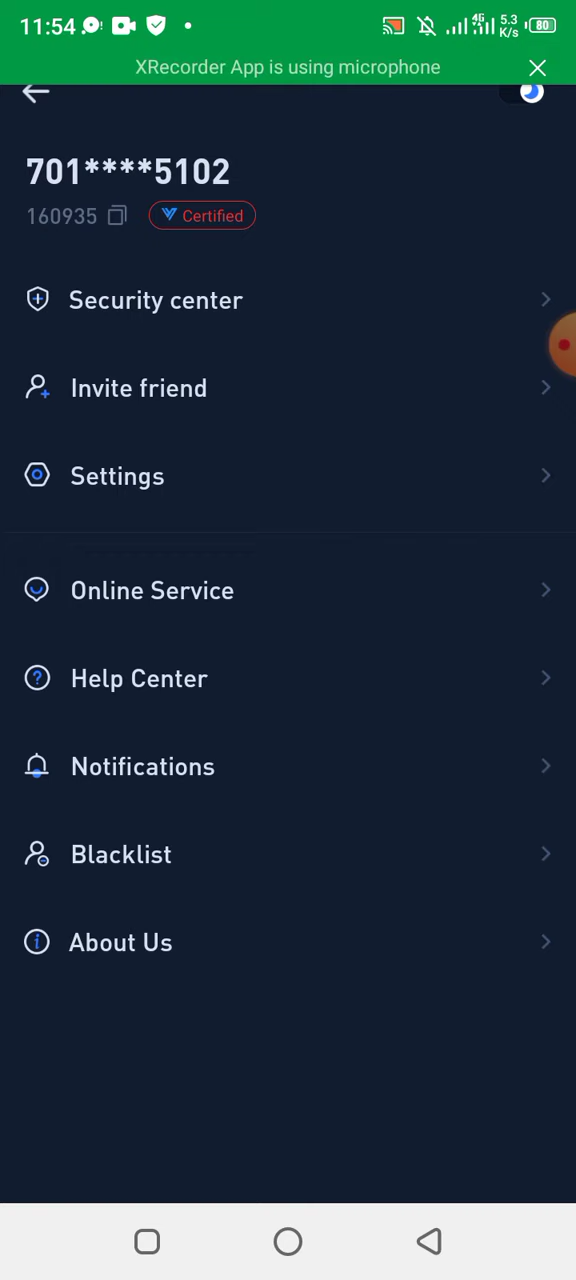 11:54
4G
5.3
K/s
80
XRecorder App is using microphone
701****5102
160935 Certified
Security center
Invite friend
Settings
Online Service
Help Center
Notifications
Blacklist
About Us